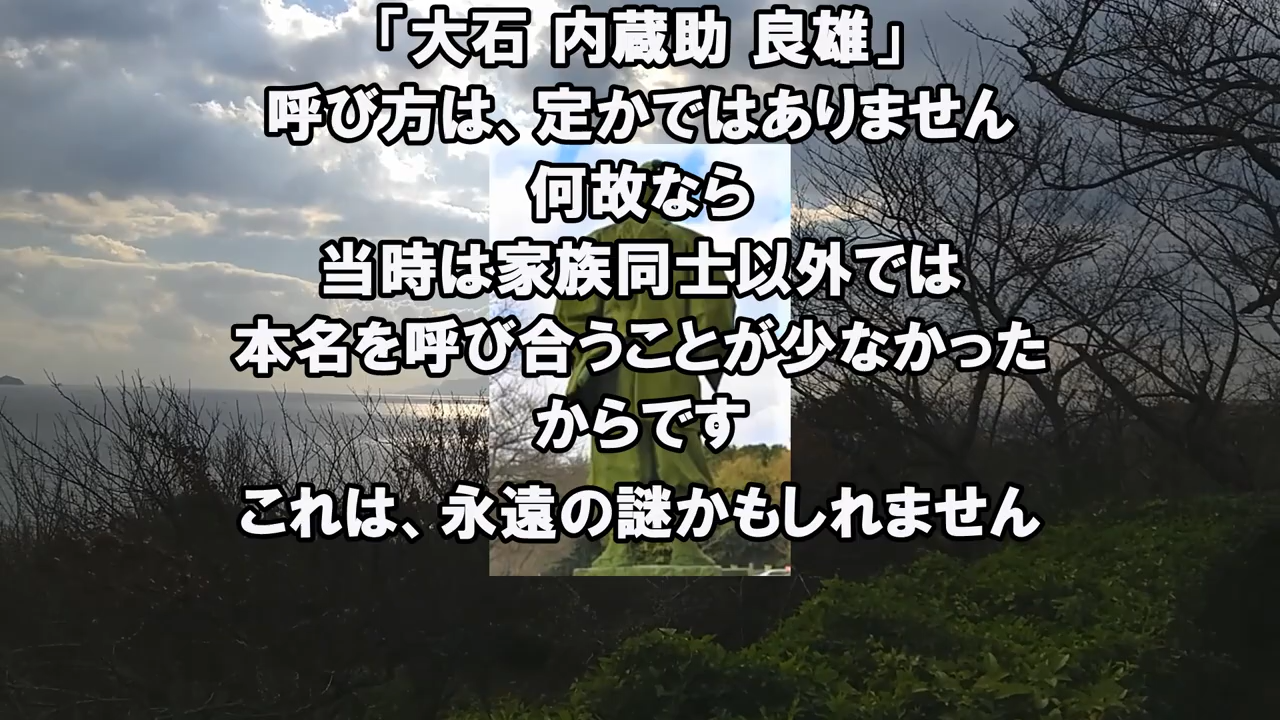 「大石 内蔵助 良雄」
呼び方は、定かではありません
何故なら
当時は家族同士以外では
本名を呼び合うことが少なかった
からです
これは、永遠の謎かもしれません